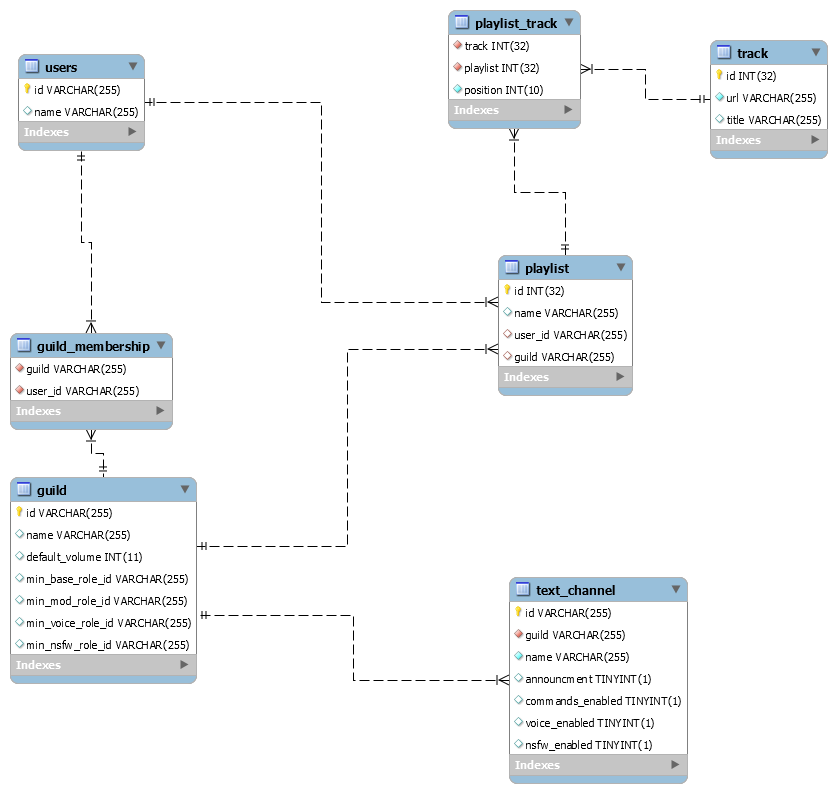 users
id VARCHAR(255)
name VARCHAR(255)
Indexes
playlist_track
track INT(32)
playlist INT(32)
position INT(10)
Indexes
track
id INT(32)
url VARCHAR(255)
title VARCHAR(255)
Indexes
playlist
id INT(32)
name VARCHAR(255)
user_id VARCHAR(255)
guild VARCHAR(255)
Indexes
guild_membership
guild VARCHAR(255)
user_id VARCHAR(255)
Indexes
guild
id VARCHAR(255)
name VARCHAR(255)
default_volume INT(11)
min_base_role_id VARCHAR(255)
min_mod_role_id VARCHAR(255)
min_voice_role_id VARCHAR(255)
min_nsfw_role_id VARCHAR(255)
Indexes
text_channel
id VARCHAR(255)
guild VARCHAR(255)
name VARCHAR(255)
announcment TINYINT(1)
commands_enabled TINYINT(1)
voice_enabled TINYINT(1)
nsfw_enabled TINYINT(1)
Indexes